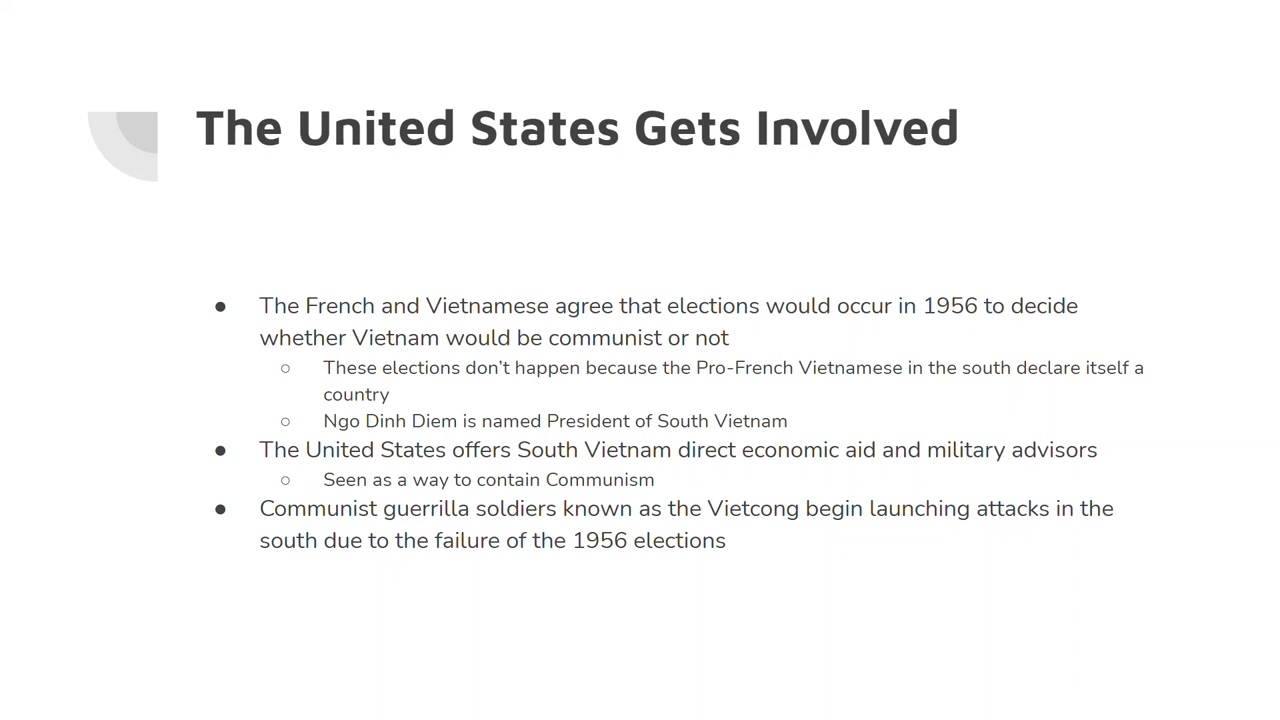 The United States Gets Involved
● The French and Vietnamese agree that elections would occur in 1956 to decide
whether Vietnam would be communist or not
○ These elections don't happen because the Pro-French Vietnamese in the south declare itself a
country
○ Ngo Dinh Diem is named President of South Vietnam
● The United States offers South Vietnam direct economic aid and military advisors
○ Seen as a way to contain Communism
● Communist guerrilla soldiers known as the Vietcong begin launching attacks in the
south due to the failure of the 1956 elections